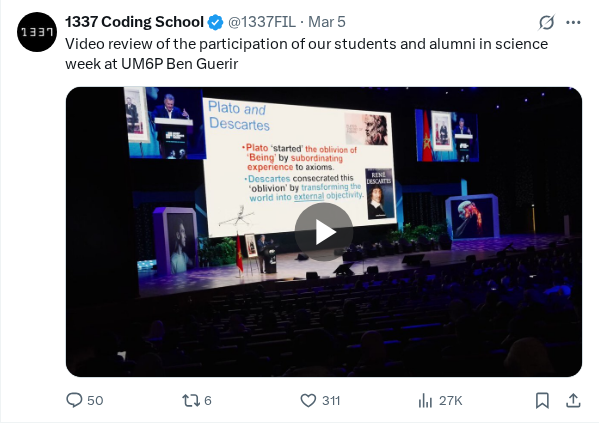 1337
1337 Coding School @1337FIL · Mar 5
Video review of the participation of our students and alumni in science
week at UM6P Ben Guerir
Plato and
Descartes
•Plato 'started' the oblivion of
'Being' by subordinating
experience to axioms.
•Descartes consecrated this
'oblivion' by transforming the
world into external objectivity.
RENÉ
DESCARTES
50 6 311 27K